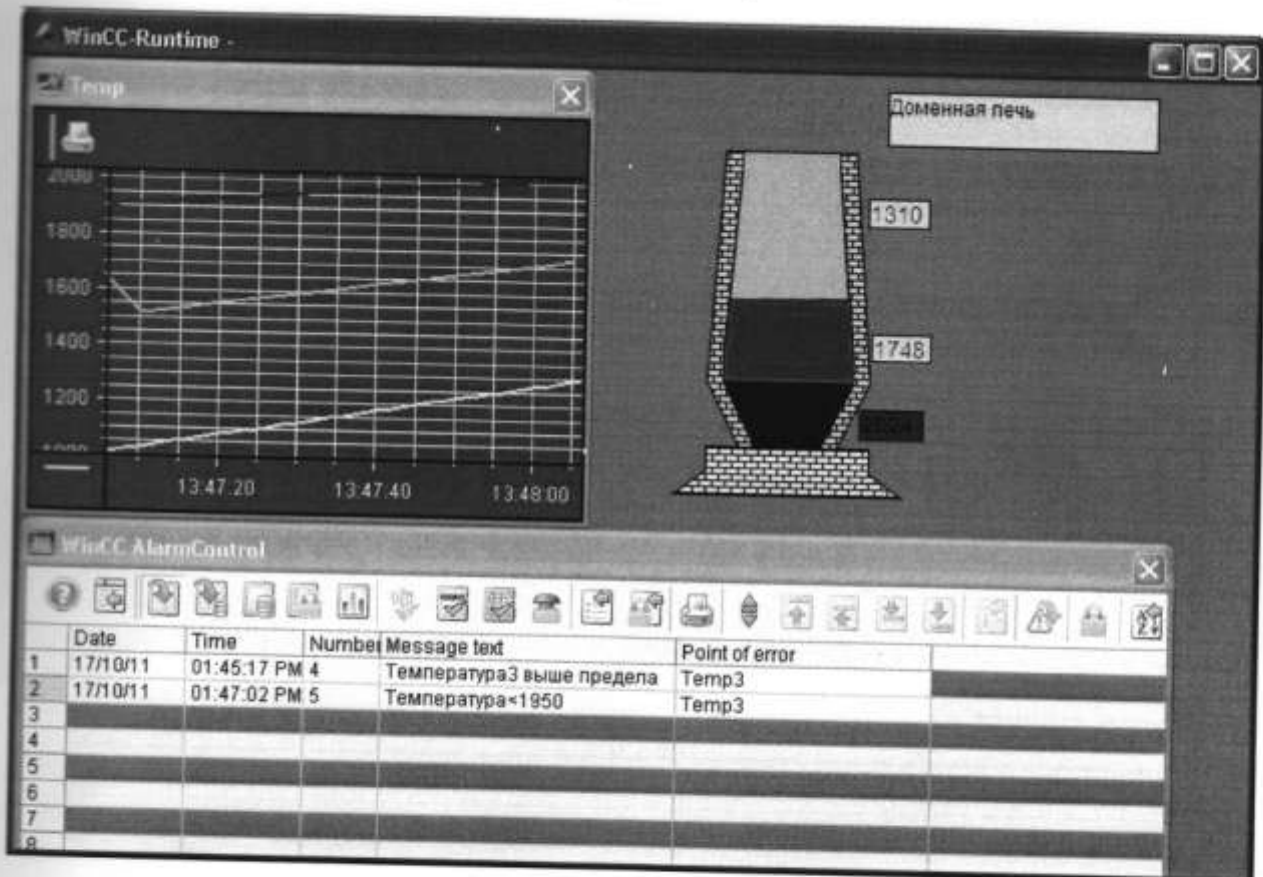 WinCC-Runtime -
Temp
Доменная печь
2000
1800
1600
1400
1200
1000
13:47:20 13:47:40 13:48:00
1310
1748
WinCC AlarmControl
Date Time Number Message text Point of error
1 17/10/11 01:45:17 PM 4 Температура3 выше предела Temp3
2 17/10/11 01:47:02 PM 5 Температура<1950 Temp3
3
4
5
6
7
8